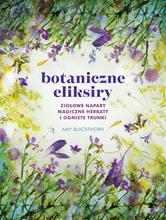 botaniczne
eliksiry
ZIOŁOWE NAPARY
MAGICZNE HERBATY
I OGNISTE TRUNKI
AMY BLACKTHORN